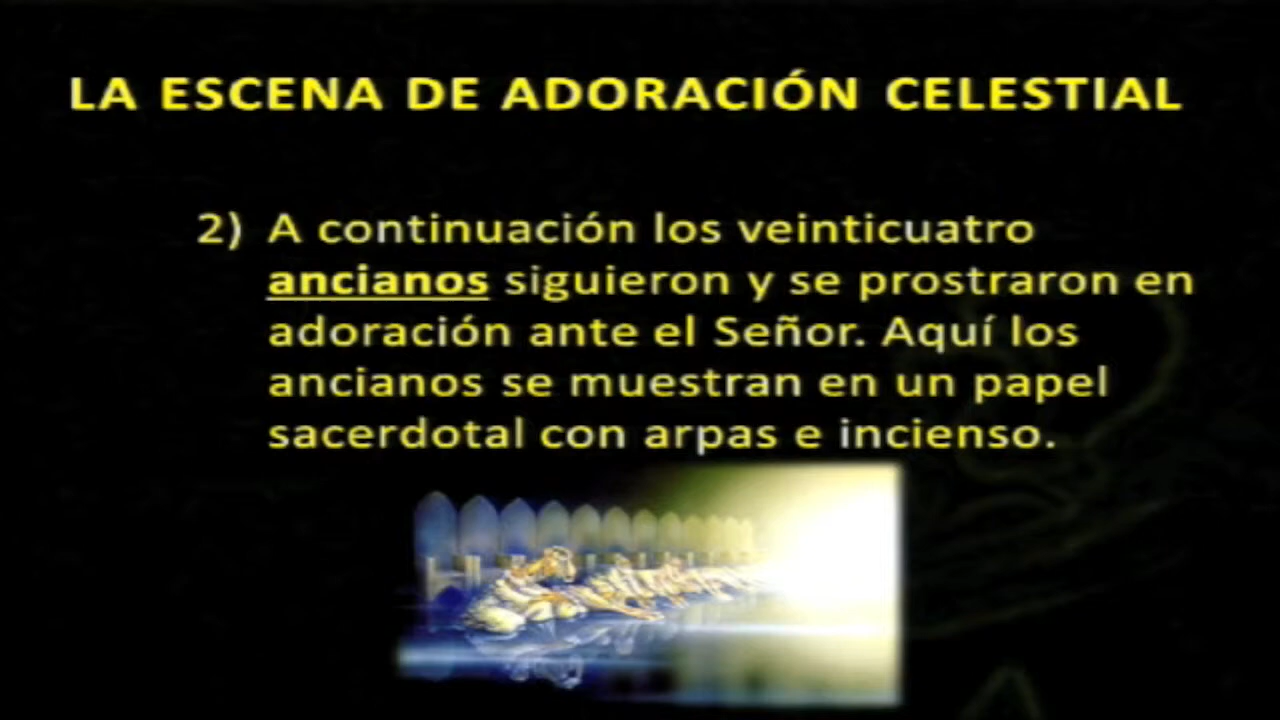 LA ESCENA DE ADORACIÓN CELESTIAL
2) A continuación los veinticuatro
ancianos siguieron y se prostraron en
adoración ante el Señor. Aquí los
ancianos se muestran en un papel
sacerdotal con arpas e incienso.